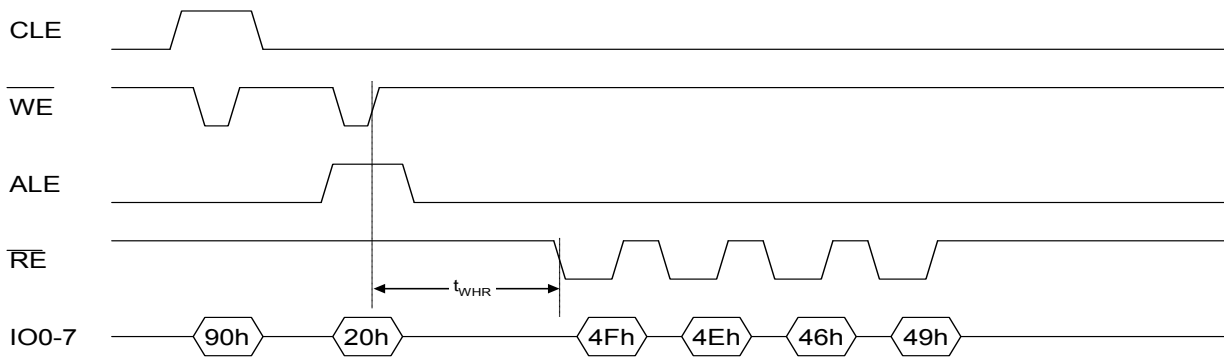 CLE
WE
ALE
RE
tWHR
IO0-7 90h 20h 4Fh 4Eh 46h 49h